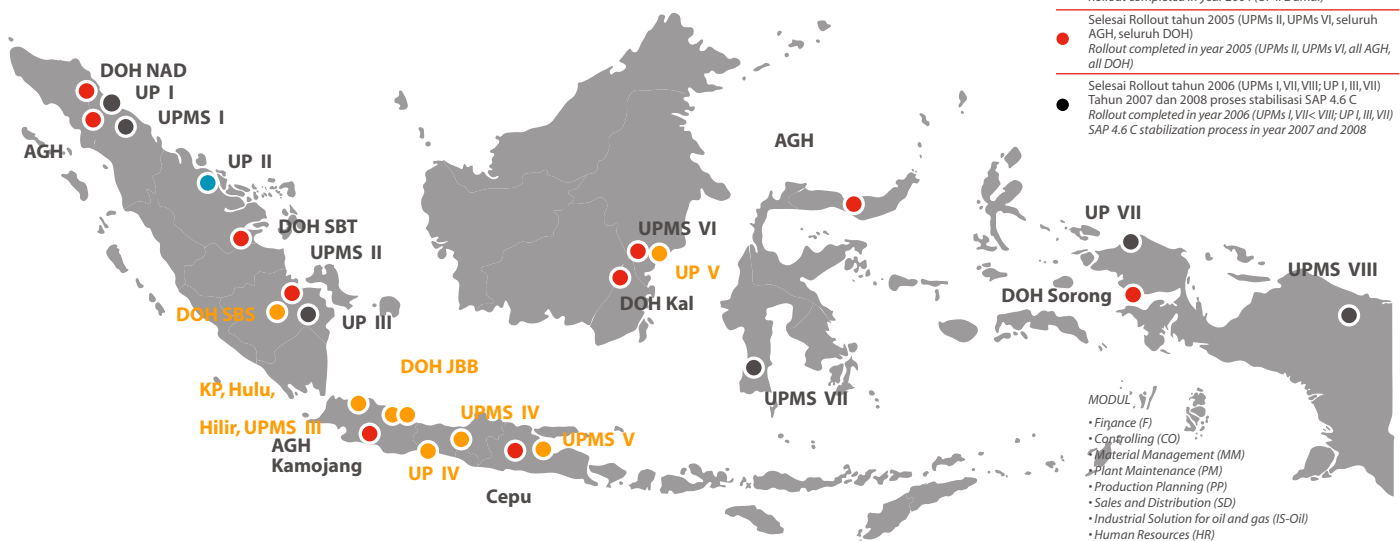 Selesai Rollout tahun 2005 (UPMs II, UPMs VI, seluruh
AGH, seluruh DOH)
Rollout completed in year 2005 (UPMs II, UPMs VI, all AGH,
all DOH)
Selesai Rollout tahun 2006 (UPMs I, VII, VIII; UP I, III, VII)
Tahun 2007 dan 2008 proses stabilisasi SAP 4.6 C
Rollout completed in year 2006 (UPMs I, VII< VIII; UP I, III, VII)
SAP 4.6 C stabilization process in year 2007 and 2008
DOH NAD
UP I
UPMS I
AGH
UP II
DOH SBT
UPMS II
DOH SBS
UP III
AGH
UPMS VI
UP V
DOH Kal
UPMS VII
UP VII
UPMS VIII
DOH Sorong
DOH JBB
KP, Hulu,
Hilir, UPMS III
UPMS IV
UPMS V
AGH
Kamojang
UP IV
Cepu
MODUL
• Finance (F)
• Controlling (CO)
• Material Management (MM)
• Plant Maintenance (PM)
• Production Planning (PP)
• Sales and Distribution (SD)
• Industrial Solution for oil and gas (IS-Oil)
• Human Resources (HR)